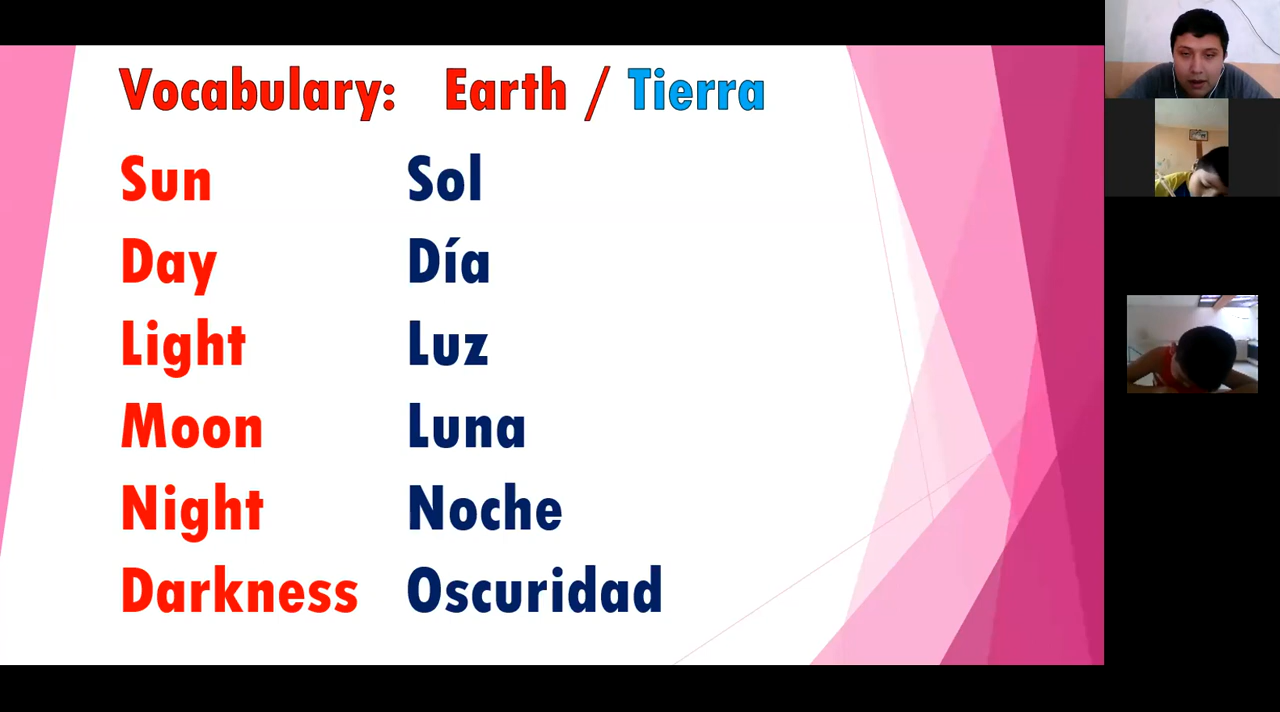 Vocabulary: Earth / Tierra
Sun Sol
Day Día
Light Luz
Moon Luna
Night Noche
Darkness Oscuridad